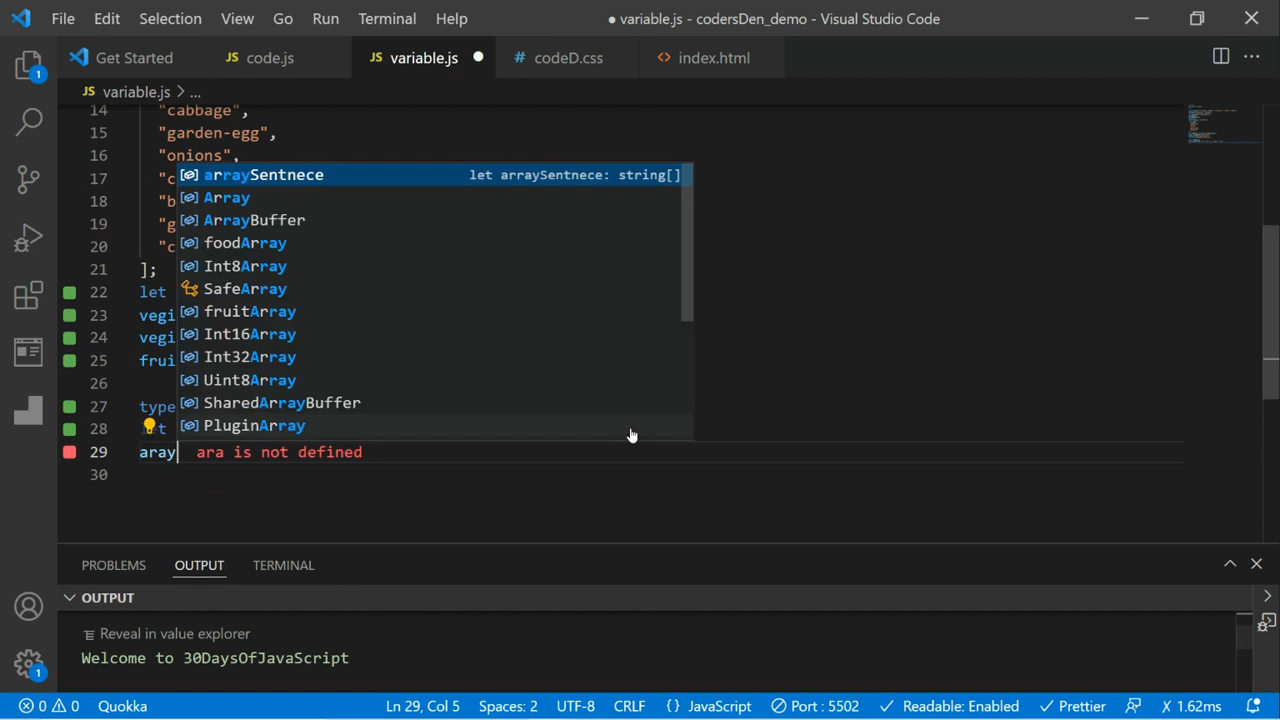 File Edit Selection View Go Run Terminal Help ● variable.js - codersDen_demo - Visual Studio Code
Get Started JS code.js JS variable.js ● # codeD.css <> index.html
JS variable.js > ...
14 "cabbage",
15 "garden-egg",
16 "onions",
17 "c arraySentnece let arraySentnece: string[]
18 "b Array
19 "g ArrayBuffer
20 "c foodArray
21 ]; Int8Array
22 let SafeArray
23 vegi fruitArray
24 vegi Int16Array
25 frui Int32Array
26 Uint8Array
27 type SharedArrayBuffer
28 let PluginArray
29 aray ara is not defined
30
PROBLEMS OUTPUT TERMINAL
OUTPUT
Reveal in value explorer
Welcome to 30DaysOfJavaScript
1
1
0 0 Quokka Ln 29, Col 5 Spaces: 2 UTF-8 CRLF {} JavaScript Port : 5502 Readable: Enabled Prettier X 1.62ms